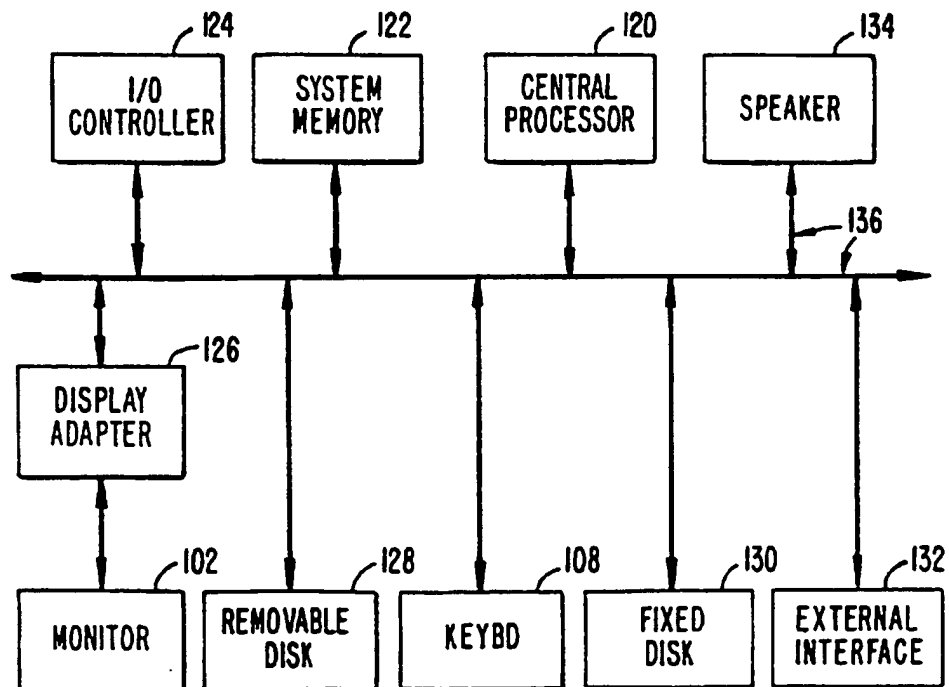 124
122
120
134
I/O
CONTROLLER
SYSTEM
MEMORY
CENTRAL
PROCESSOR
SPEAKER
136
126
DISPLAY
ADAPTER
102
128
108
130
132
MONITOR
REMOVABLE
DISK
KEYBD
FIXED
DISK
EXTERNAL
INTERFACE